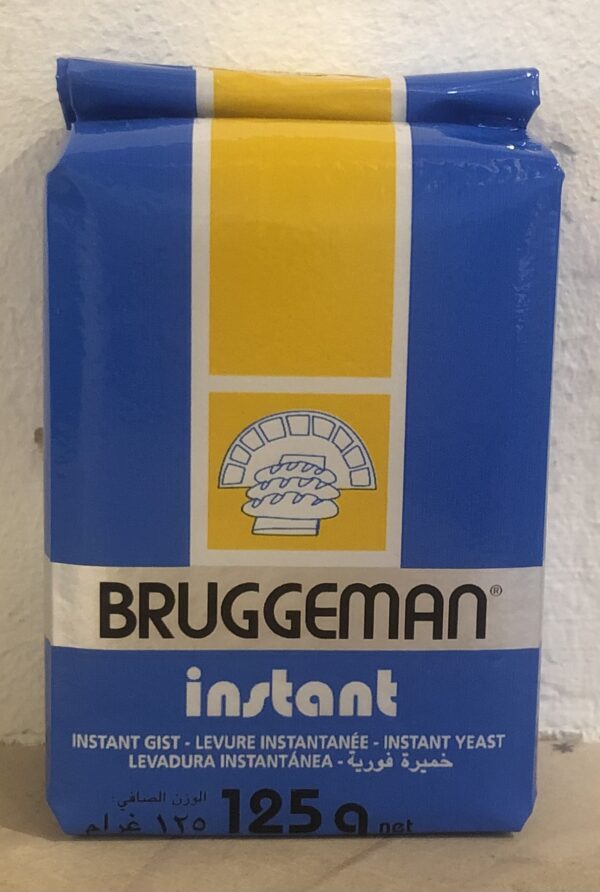 BRUGGEMAN®
instant
INSTANT GIST - LEVURE INSTANTANÉE - INSTANT YEAST
LEVADURA INSTANTÁNEA - خميرة فورية
الوزن الصافي:
١٢٥ غرام 125 g net